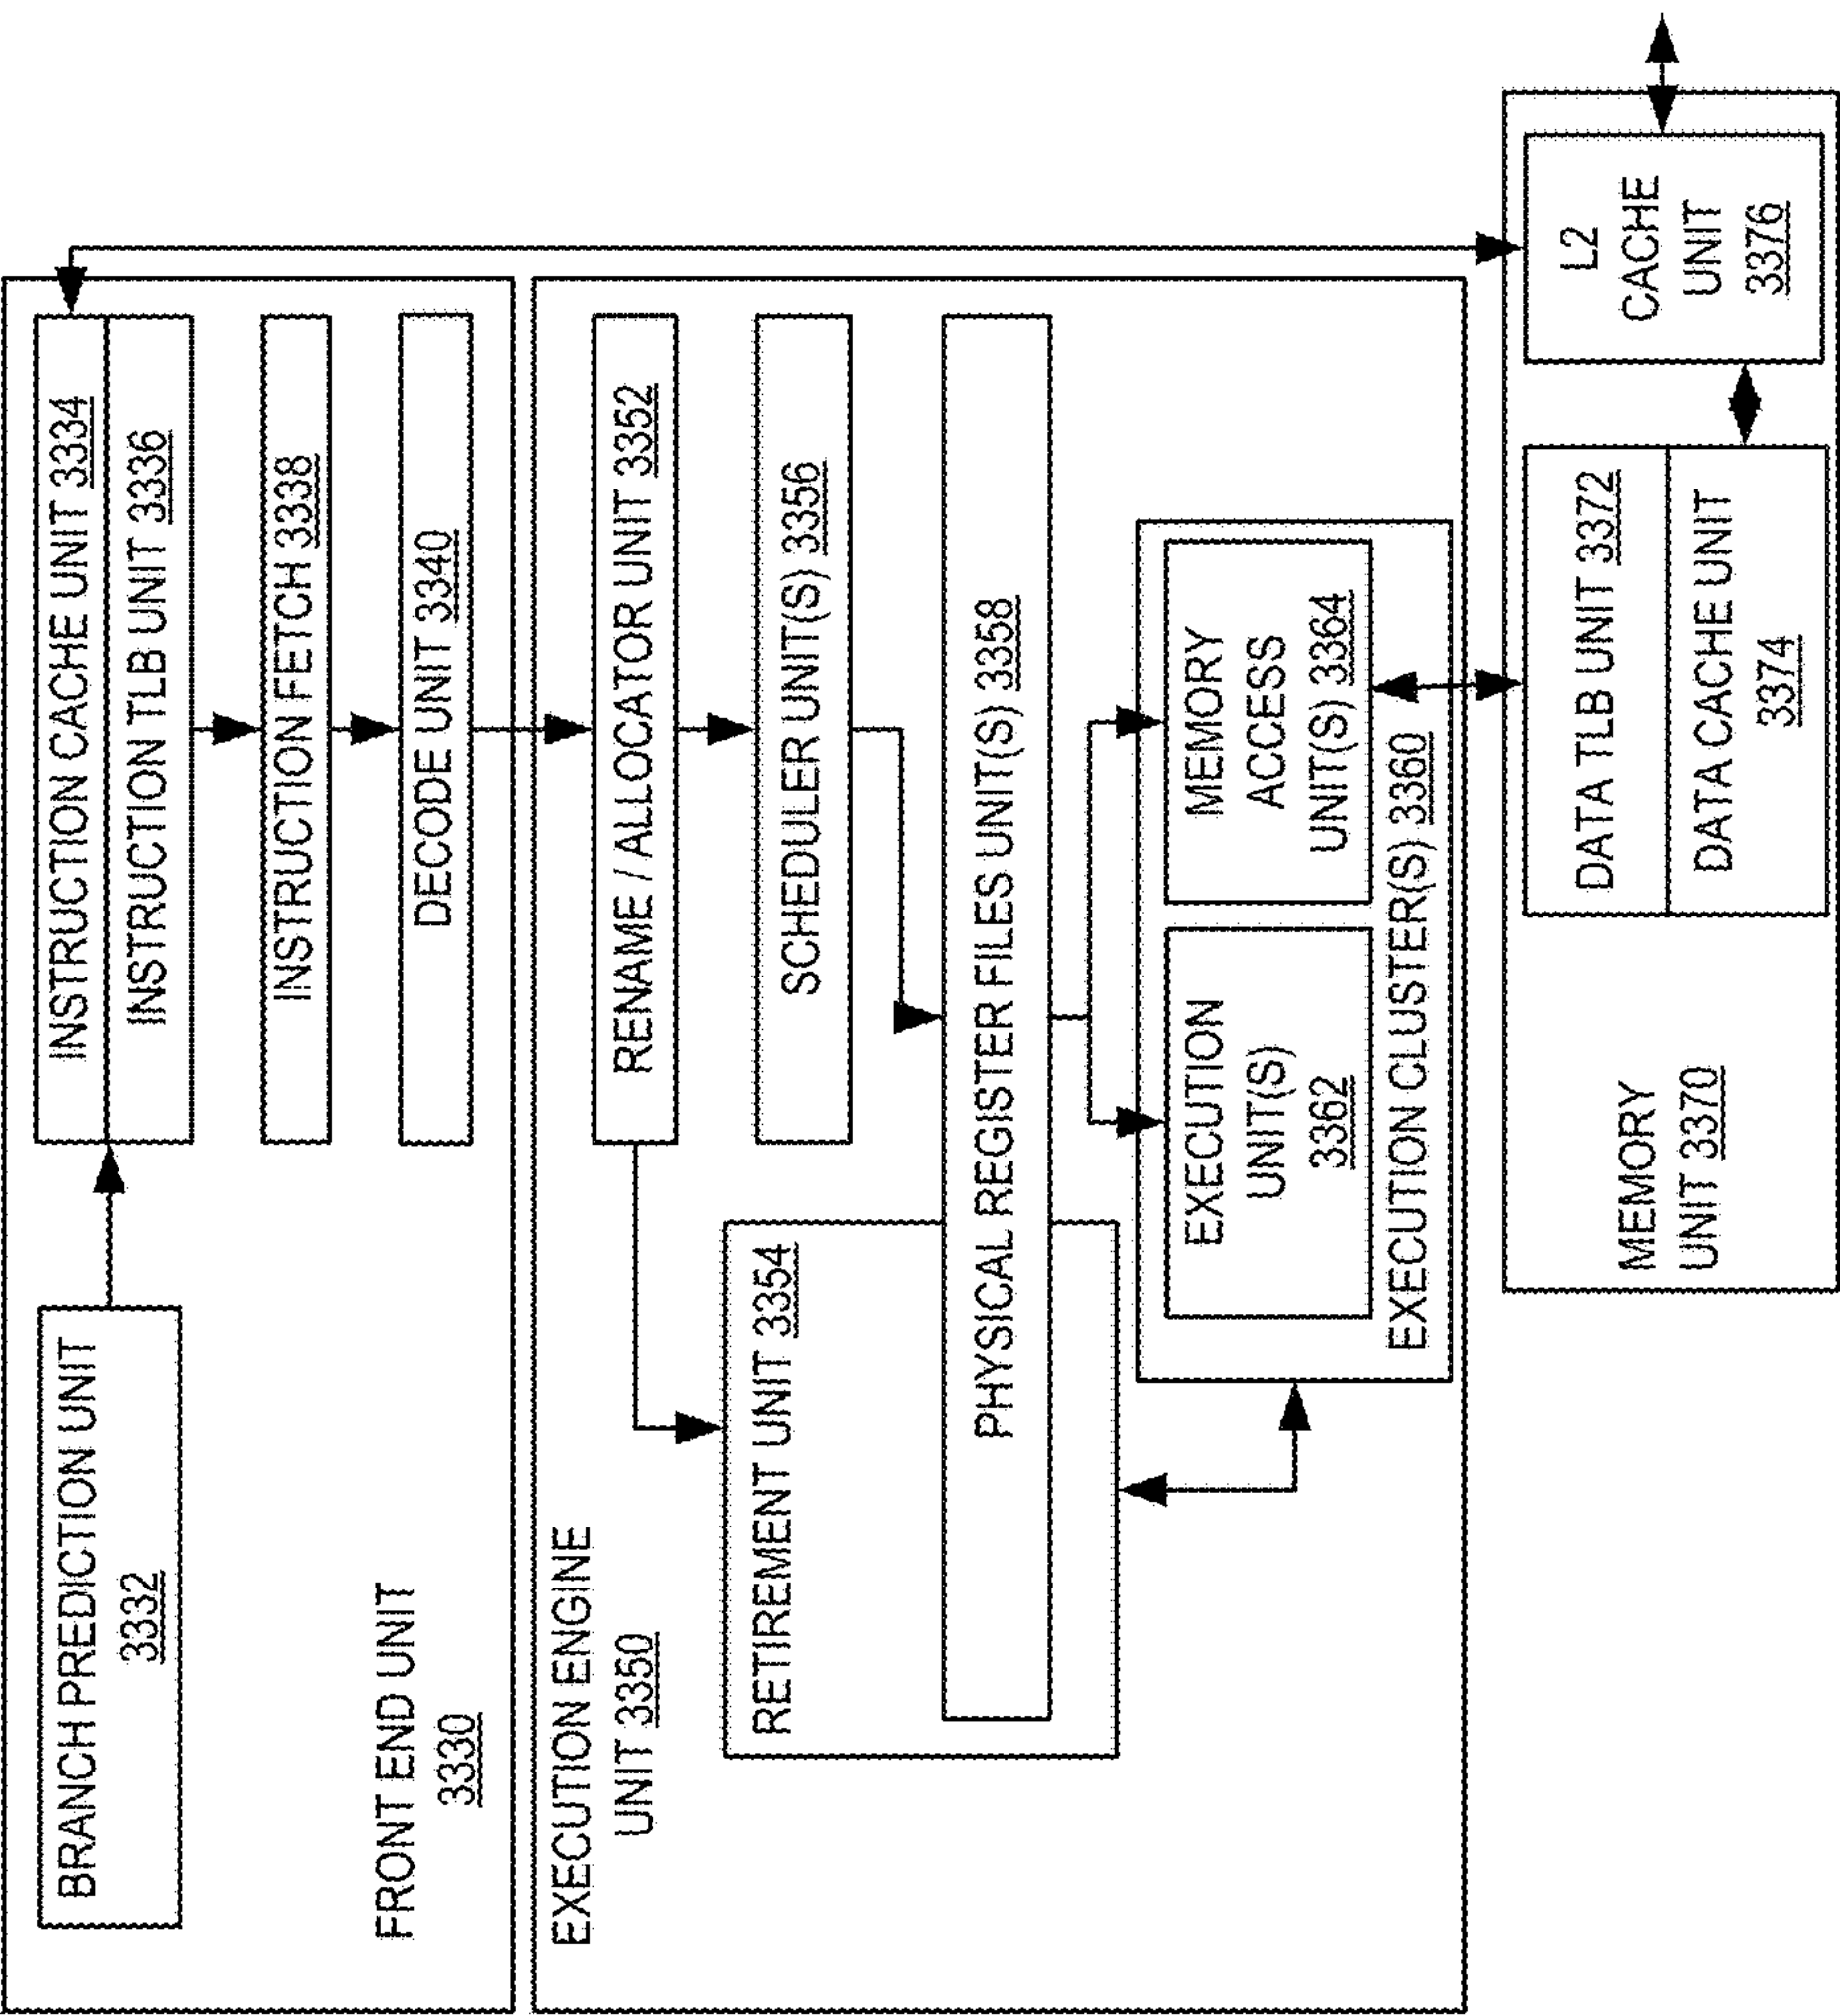 BRANCH PREDICTION UNIT
3332
INSTRUCTION CACHE UNIT 3334
INSTRUCTION TLB UNIT 3336
INSTRUCTION FETCH 3338
DECODE UNIT 3340
FRONT END UNIT
3330
EXECUTION ENGINE
UNIT 3350
RENAME / ALLOCATOR UNIT 3352
RETIREMENT UNIT 3354
SCHEDULER UNIT(S) 3356
PHYSICAL REGISTER FILES UNIT(S) 3358
EXECUTION
UNIT(S)
3362
MEMORY
ACCESS
UNIT(S) 3364
EXECUTION CLUSTER(S) 3360
MEMORY
UNIT 3370
DATA TLB UNIT 3372
DATA CACHE UNIT
3374
L2
CACHE
UNIT
3376